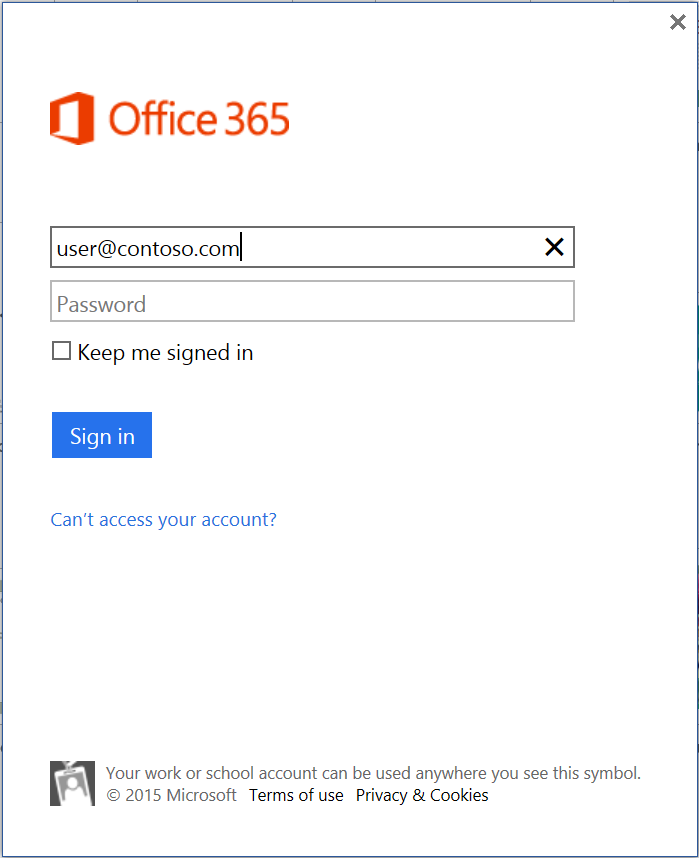 Office 365
user@contoso.com
Password
Keep me signed in
Sign in
Can't access your account?
Your work or school account can be used anywhere you see this symbol.
© 2015 Microsoft Terms of use Privacy & Cookies